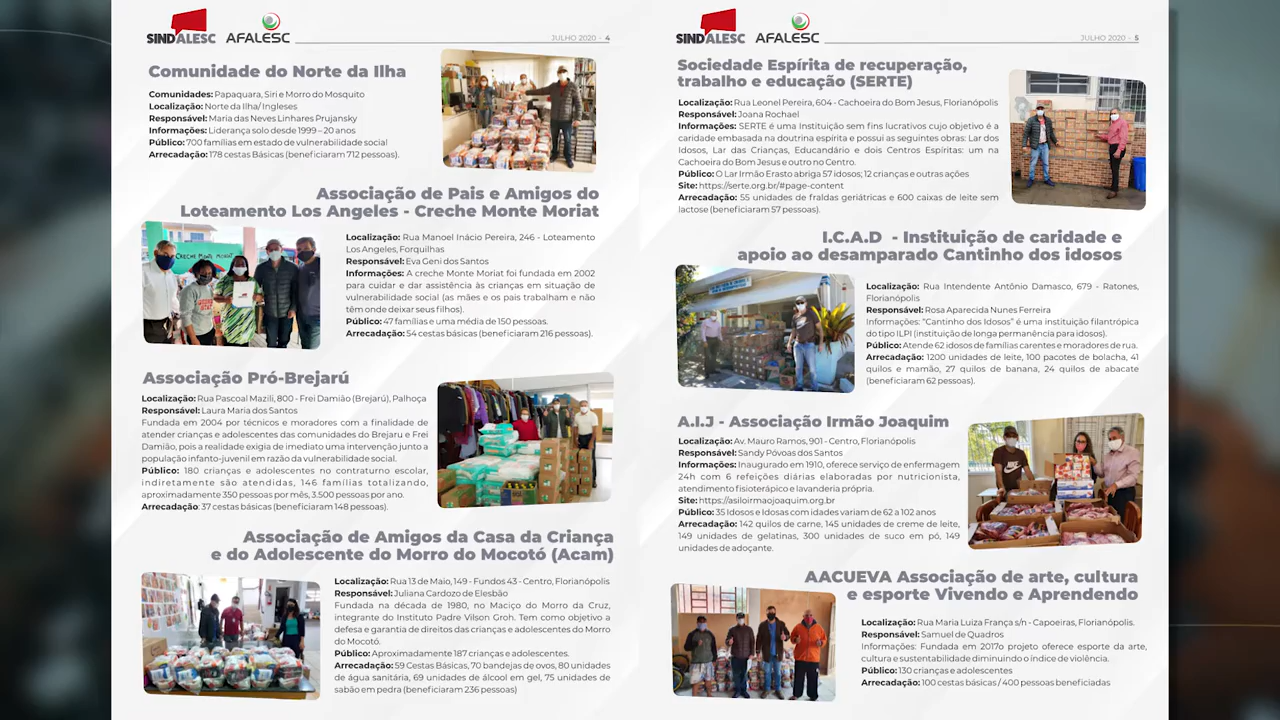 SINDALESC AFALESC
JULHO 2020 - 4
Comunidade do Norte da Ilha
Comunidades: Papaquara, Siri e Morro do Mosquito
Localização: Norte da Ilha/ Ingleses
Responsável: Maria das Neves Linhares Prujansky
Informações: Liderança solo desde 1999 – 20 anos
Público: 700 famílias em estado de vulnerabilidade social
Arrecadação: 178 cestas Básicas (beneficiaram 712 pessoas).
Associação de Pais e Amigos do
Loteamento Los Angeles - Creche Monte Moriat
CRECHE MONTE MORIAT
Localização: Rua Manoel Inácio Pereira, 246 - Loteamento
Los Angeles, Forquilhas
Responsável: Eva Geni dos Santos
Informações: A creche Monte Moriat foi fundada em 2002
para cuidar e dar assistência às crianças em situação de
vulnerabilidade social (as mães e os pais trabalham e não
têm onde deixar seus filhos).
Público: 47 famílias e uma média de 150 pessoas.
Arrecadação: 54 cestas básicas (beneficiaram 216 pessoas).
Associação Pró-Brejarú
Localização: Rua Pascoal Mazili, 800 - Frei Damião (Brejarú), Palhoça
Responsável: Laura Maria dos Santos
Fundada em 2004 por técnicos e moradores com a finalidade de
atender crianças e adolescentes das comunidades do Brejaru e Frei
Damião, pois a realidade exigia de imediato uma intervenção junto a
população infanto-juvenil em razão da vulnerabilidade social.
Público: 180 crianças e adolescentes no contraturno escolar,
indiretamente são atendidas, 146 famílias totalizando,
aproximadamente 350 pessoas por mês, 3.500 pessoas por ano.
Arrecadação: 37 cestas básicas (beneficiaram 148 pessoas).
Associação de Amigos da Casa da Criança
e do Adolescente do Morro do Mocotó (Acam)
Localização: Rua 13 de Maio, 149 - Fundos 43 - Centro, Florianópolis
Responsável: Juliana Cardozo de Elesbão
Fundada na década de 1980, no Maciço do Morro da Cruz,
integrante do Instituto Padre Vilson Groh. Tem como objetivo a
defesa e garantia de direitos das crianças e adolescentes do Morro
do Mocotó.
Público: Aproximadamente 187 crianças e adolescentes.
Arrecadação: 59 Cestas Básicas, 70 bandejas de ovos, 80 unidades
de água sanitária, 69 unidades de álcool em gel, 75 unidades de
sabão em pedra (beneficiaram 236 pessoas)
SINDALESC AFALESC
JULHO 2020 - 5
Sociedade Espírita de recuperação,
trabalho e educação (SERTE)
Localização: Rua Leonel Pereira, 604 - Cachoeira do Bom Jesus, Florianópolis
Responsável: Joana Rochael
Informações: SERTE é uma Instituição sem fins lucrativos cujo objetivo é a
caridade embasada na doutrina espírita e possui as seguintes obras: Lar dos
Idosos, Lar das Crianças, Educandário e dois Centros Espíritas: um na
Cachoeira do Bom Jesus e outro no Centro.
Público: O Lar Irmão Erasto abriga 57 idosos; 12 crianças e outras ações
Site: https://serte.org.br/#page-content
Arrecadação: 55 unidades de fraldas geriátricas e 600 caixas de leite sem
lactose (beneficiaram 57 pessoas).
I.C.A.D - Instituição de caridade e
apoio ao desamparado Cantinho dos idosos
Localização: Rua Intendente Antônio Damasco, 679 - Ratones,
Florianópolis
Responsável: Rosa Aparecida Nunes Ferreira
Informações: “Cantinho dos Idosos” é uma instituição filantrópica
do tipo ILPI (instituição de longa permanência para idosos).
Público: Atende 62 idosos de famílias carentes e moradores de rua.
Arrecadação: 1200 unidades de leite, 100 pacotes de bolacha, 41
quilos e mamão, 27 quilos de banana, 24 quilos de abacate
(beneficiaram 62 pessoas).
A.I.J - Associação Irmão Joaquim
Localização: Av. Mauro Ramos, 901 - Centro, Florianópolis
Responsável: Sandy Póvoas dos Santos
Informações: Inaugurado em 1910, oferece serviço de enfermagem
24h com 6 refeições diárias elaboradas por nutricionista,
atendimento fisioterápico e lavanderia própria.
Site: https://asiloirmaojoaquim.org.br
Público: 35 Idosos e Idosas com idades variam de 62 a 102 anos
Arrecadação: 142 quilos de carne, 145 unidades de creme de leite,
149 unidades de gelatinas, 300 unidades de suco em pó, 149
unidades de adoçante.
AACUEVA Associação de arte, cultura
e esporte Vivendo e Aprendendo
Localização: Rua Maria Luiza França s/n - Capoeiras, Florianópolis.
Responsável: Samuel de Quadros
Informações: Fundada em 2017o projeto oferece esporte da arte,
cultura e sustentabilidade diminuindo o índice de violência.
Público: 130 crianças e adolescentes
Arrecadação: 100 cestas básicas / 400 pessoas beneficiadas